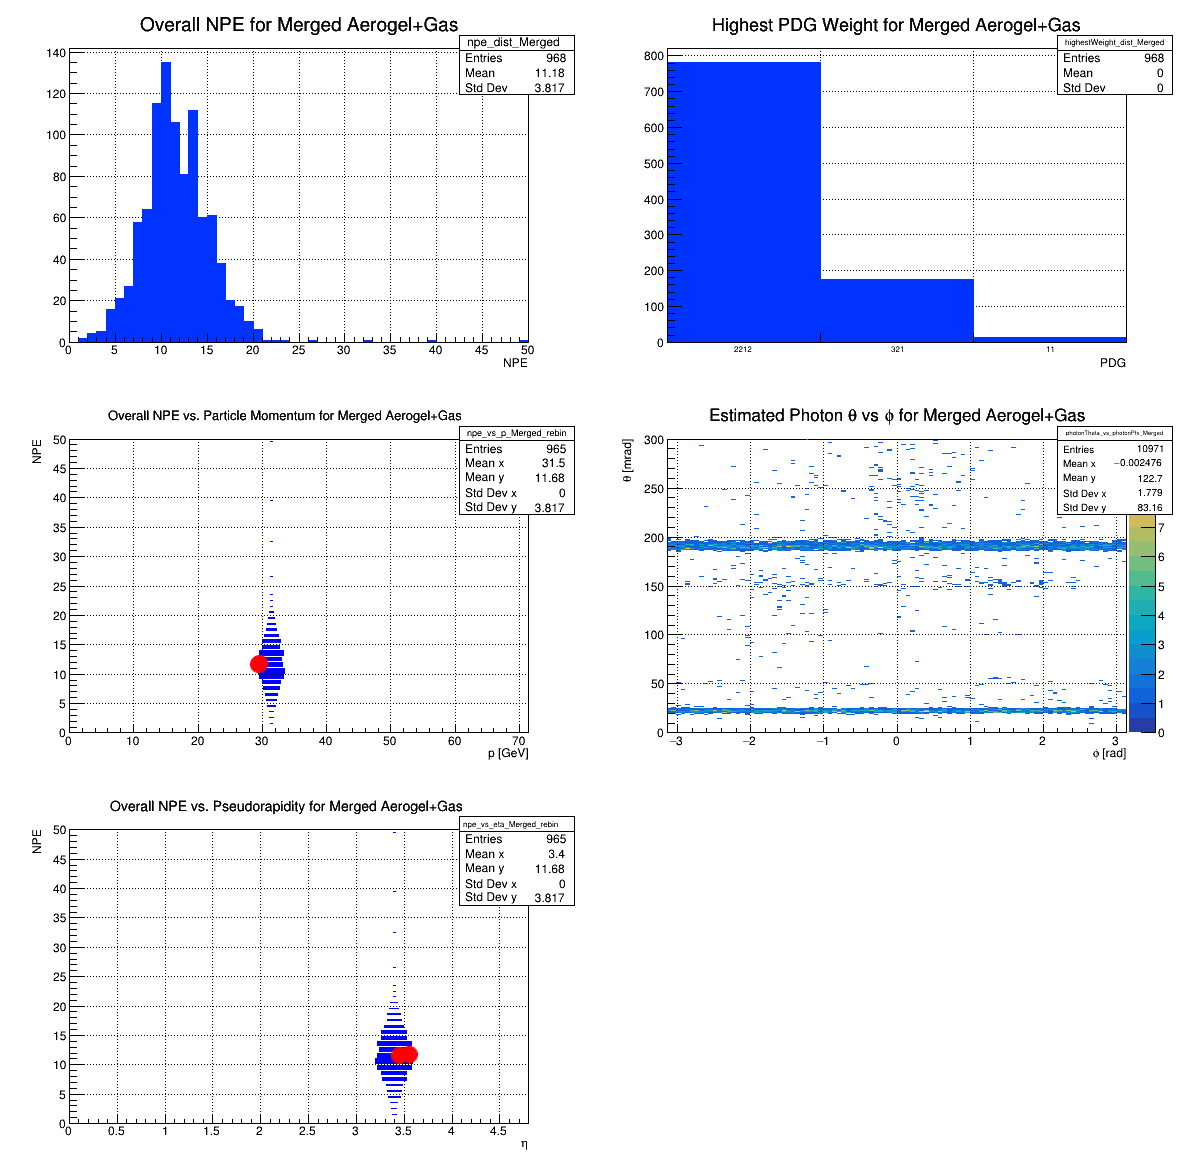 Overall NPE for Merged Aerogel+Gas
npe_dist_Merged
Entries 968
Mean 11.18
Std Dev 3.817
140
120
100
80
60
40
20
0
0 5 10 15 20 25 30 35 40 45 50
NPE
Highest PDG Weight for Merged Aerogel+Gas
highestWeight_dist_Merged
Entries 968
Mean 0
Std Dev 0
800
700
600
500
400
300
200
100
0
2212 321 11
PDG
Overall NPE vs. Particle Momentum for Merged Aerogel+Gas
npe_vs_p_Merged_rebin
Entries 965
Mean x 31.5
Mean y 11.68
Std Dev x 0
Std Dev y 3.817
NPE
50
45
40
35
30
25
20
15
10
5
0
0 10 20 30 40 50 60 70
p [GeV]
Estimated Photon θ vs ϕ for Merged Aerogel+Gas
photonTheta_vs_photonPhi_Merged
Entries 10971
Mean x −0.002476
Mean y 122.7
Std Dev x 1.779
Std Dev y 83.16
θ [mrad]
300
250
200
150
100
50
0
−3 −2 −1 0 1 2 3
ϕ [rad]
7
6
5
4
3
2
1
0
Overall NPE vs. Pseudorapidity for Merged Aerogel+Gas
npe_vs_eta_Merged_rebin
Entries 965
Mean x 3.4
Mean y 11.68
Std Dev x 0
Std Dev y 3.817
NPE
50
45
40
35
30
25
20
15
10
5
0
0 0.5 1 1.5 2 2.5 3 3.5 4 4.5
η